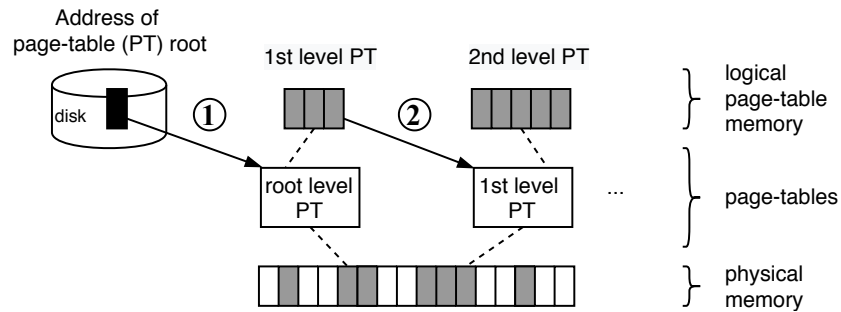 Address of
page-table (PT) root
1st level PT
2nd level PT
logical
page-table
memory
disk
1
2
root level
PT
1st level
PT
...
page-tables
physical
memory